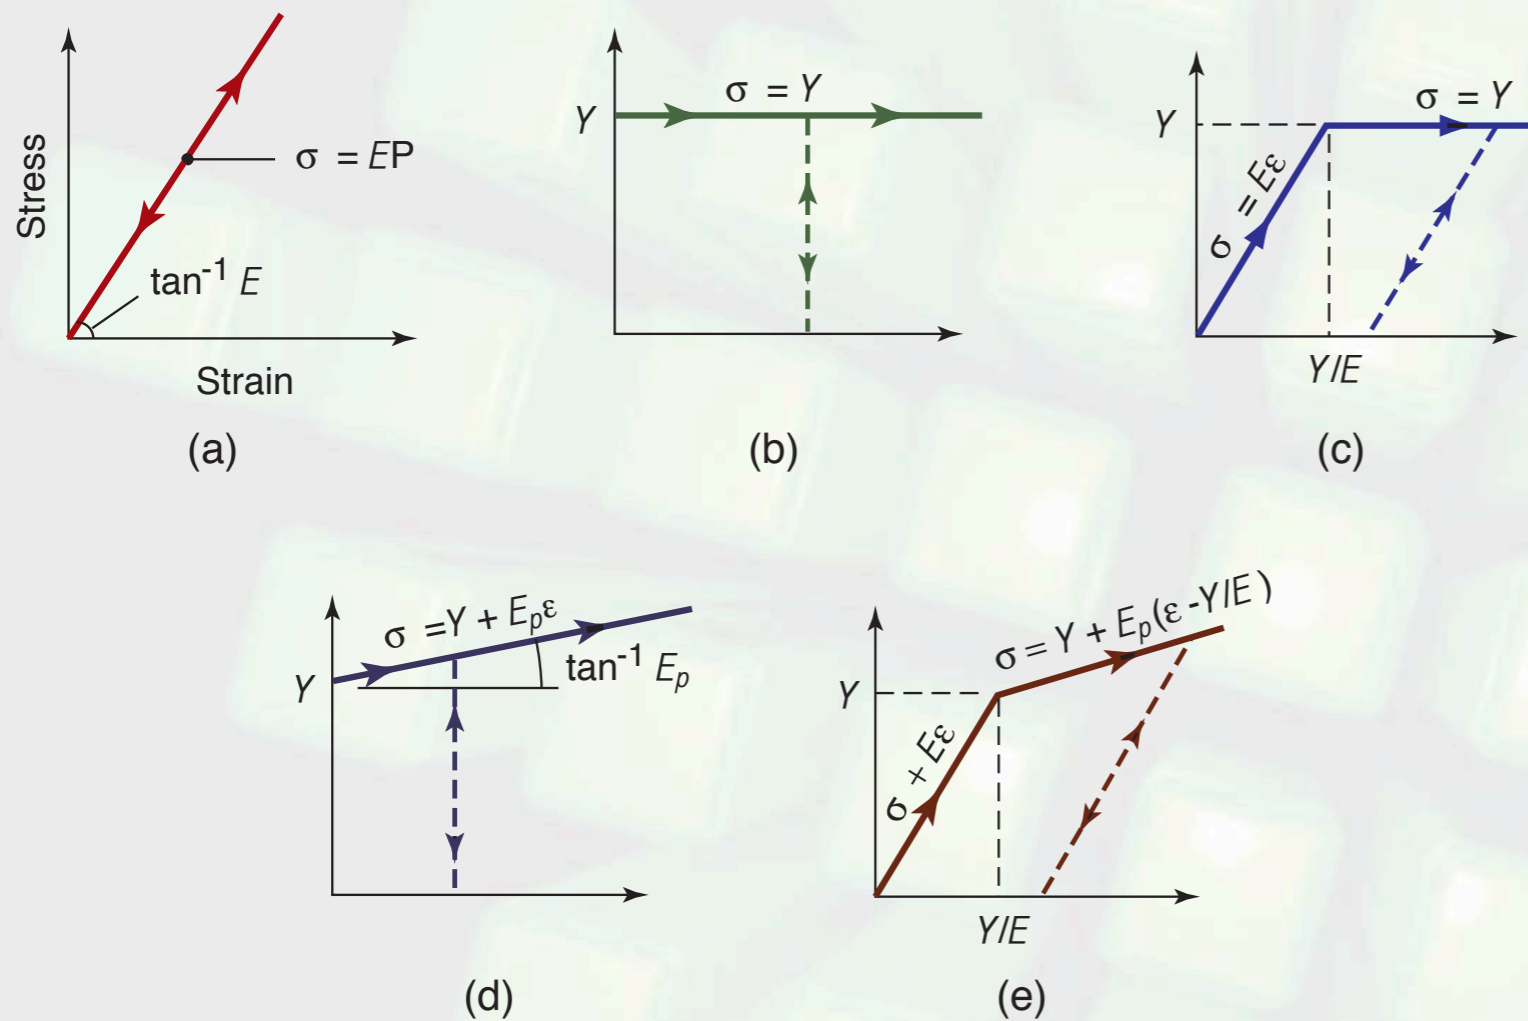 Stress
σ = EP
tan⁻¹ E
Strain
(a)
Y
σ = Y
(b)
Y
σ = Eε
σ = Y
Y/E
(c)
Y
σ =Y + Eₚε
tan⁻¹ Eₚ
(d)
Y
σ + Eε
σ = Y + Eₚ(ε -Y/E )
Y/E
(e)